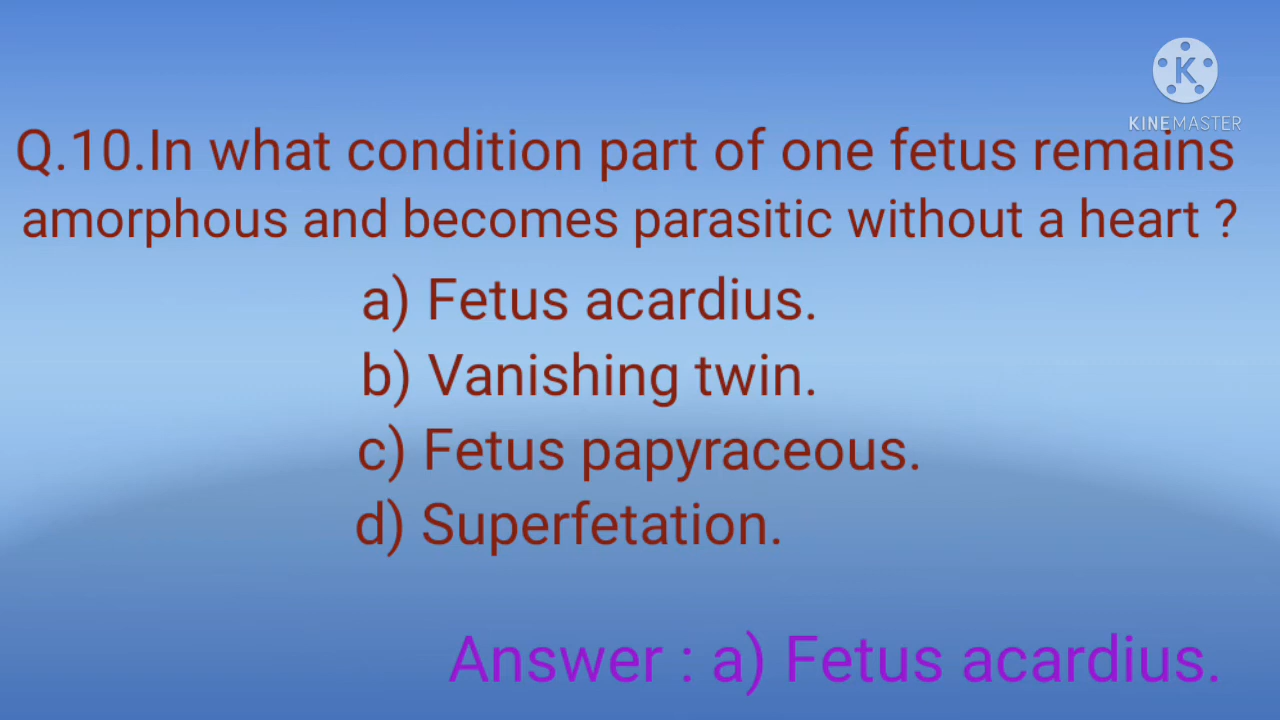 KINEMASTER
Q.10.In what condition part of one fetus remains
amorphous and becomes parasitic without a heart ?
a) Fetus acardius.
b) Vanishing twin.
c) Fetus papyraceous.
d) Superfetation.
Answer : a) Fetus acardius.